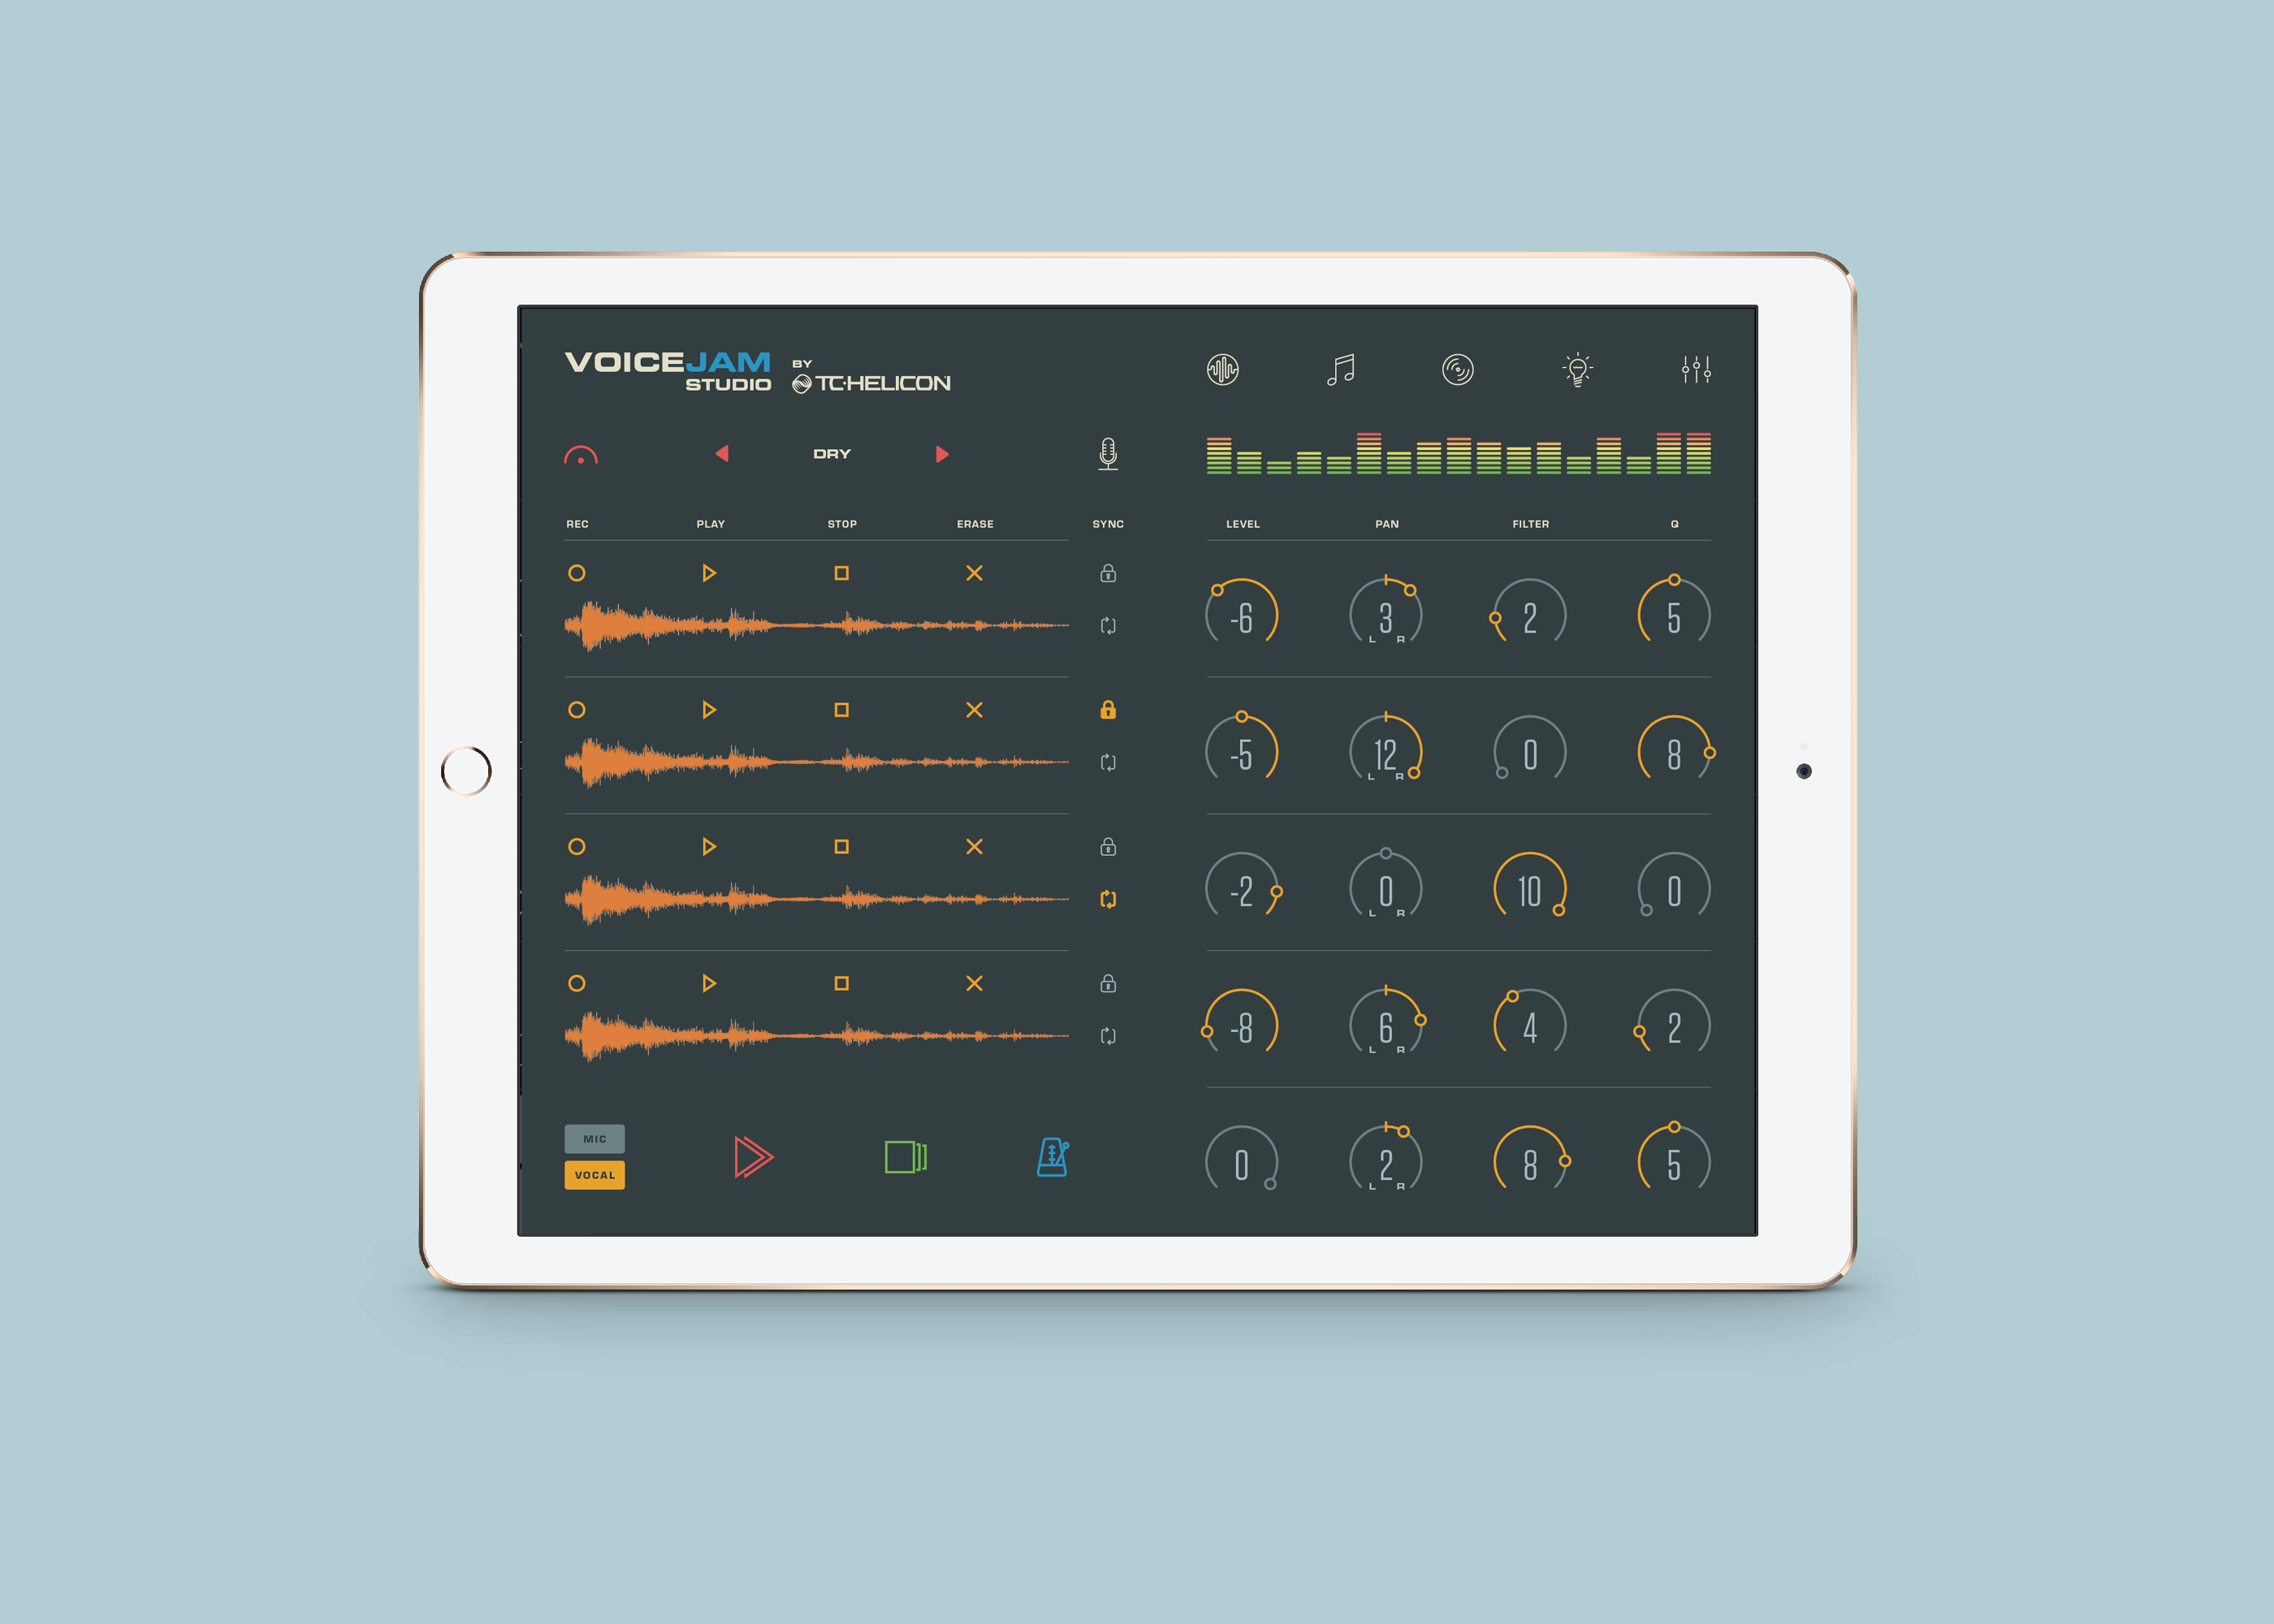 VOICEJAM BY
STUDIO TC·HELICON
DRY
REC PLAY STOP ERASE SYNC LEVEL PAN FILTER Q
-6 3 2 5
L R
-5 12 0 8
L R
-2 0 10 0
L R
-8 6 4 2
L R
MIC
0 2 8 5
VOCAL
L R